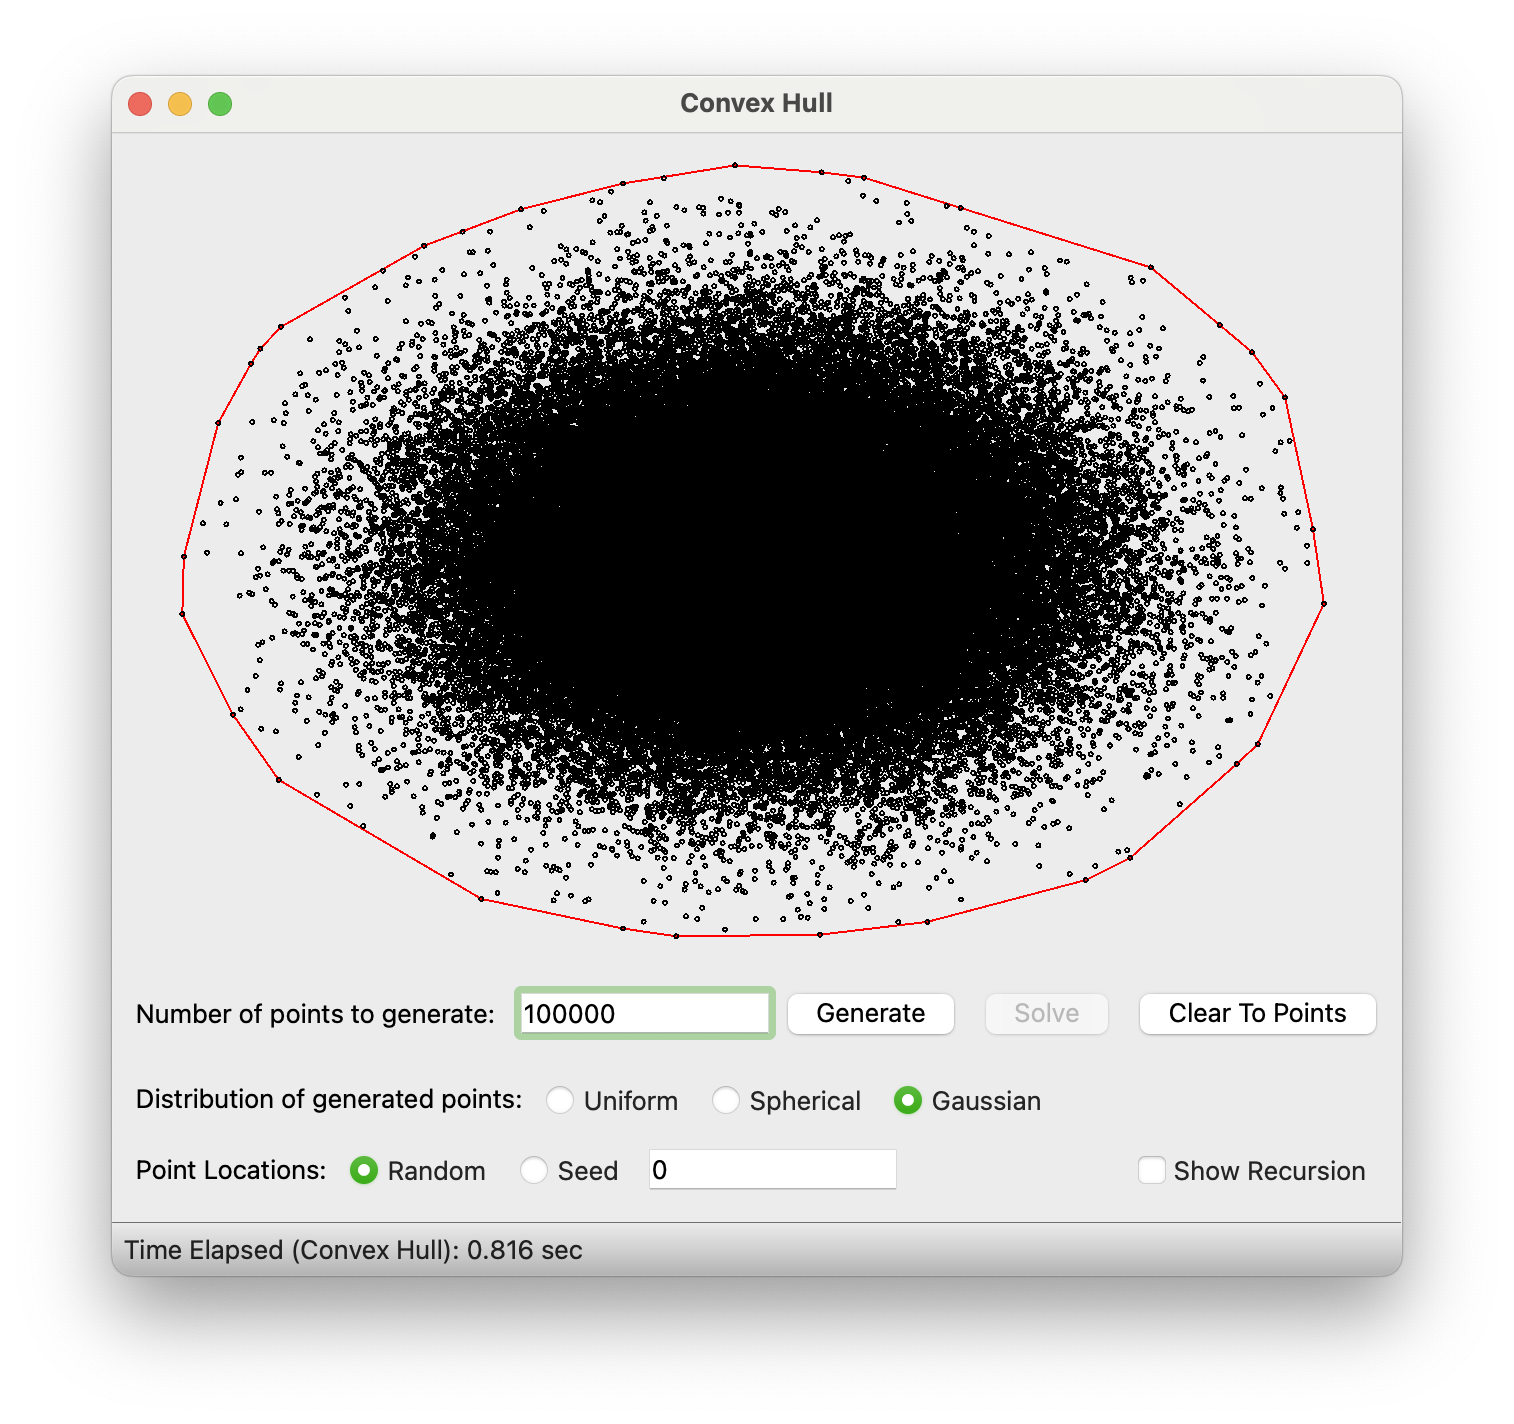 Convex Hull
Number of points to generate: 100000 Generate Solve Clear To Points
Distribution of generated points: Uniform Spherical Gaussian
Point Locations: Random Seed 0 Show Recursion
Time Elapsed (Convex Hull): 0.816 sec